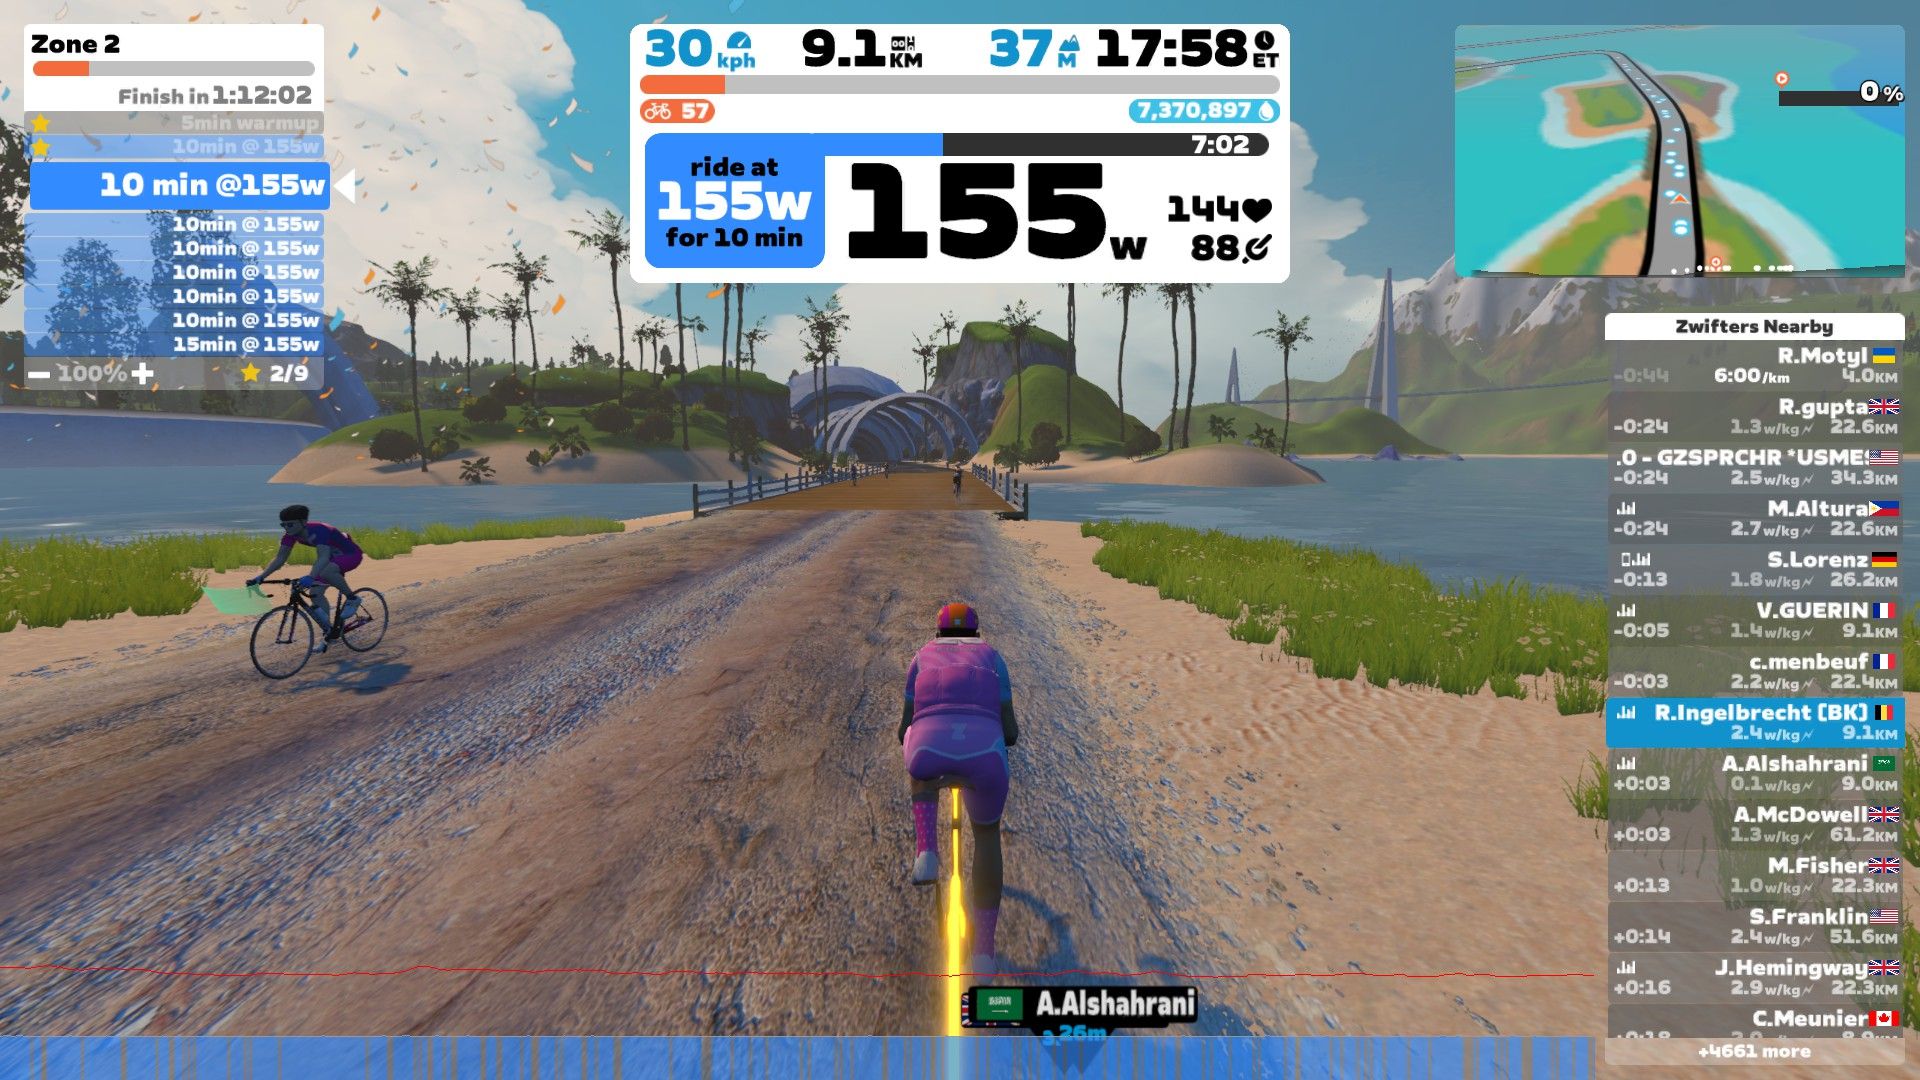 Zone 2
Finish in 1:12:02
5min warmup
10min @ 155w
10 min @155w
10min @ 155w
10min @ 155w
10min @ 155w
10min @ 155w
10min @ 155w
15min @ 155w
100%
2/9
30 kph
9.1 KM
37 M
17:58 ET
57
7,370,897
7:02
ride at
155w
for 10 min
155 w
144
88
0%
Zwifters Nearby
R.Motyl
-0:44 6:00/km 4.0KM
R.gupta
-0:24 1.3w/kg 22.6KM
.0 - GZSPRCHR *USMES
-0:24 2.5w/kg 34.3KM
M.Altura
-0:24 2.7w/kg 22.6KM
S.Lorenz
-0:13 1.8w/kg 26.2KM
V.GUERIN
-0:05 1.4w/kg 9.1KM
c.menbeuf
-0:03 2.2w/kg 22.4KM
R.Ingelbrecht (BK)
2.4w/kg 9.1KM
A.Alshahrani
+0:03 0.1w/kg 9.0KM
A.McDowell
+0:03 1.3w/kg 61.2KM
M.Fisher
+0:13 1.0w/kg 22.3KM
S.Franklin
+0:14 2.4w/kg 51.6KM
J.Hemingway
+0:16 2.9w/kg 22.3KM
C.Meunier
+4661 more
A.Alshahrani
26m